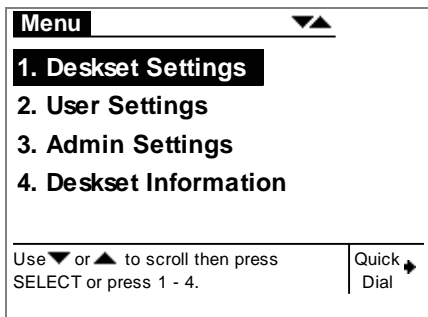 Menu ▼▲
1. Deskset Settings
2. User Settings
3. Admin Settings
4. Deskset Information
Use ▼ or ▲ to scroll then press
SELECT or press 1 - 4.
Quick
Dial